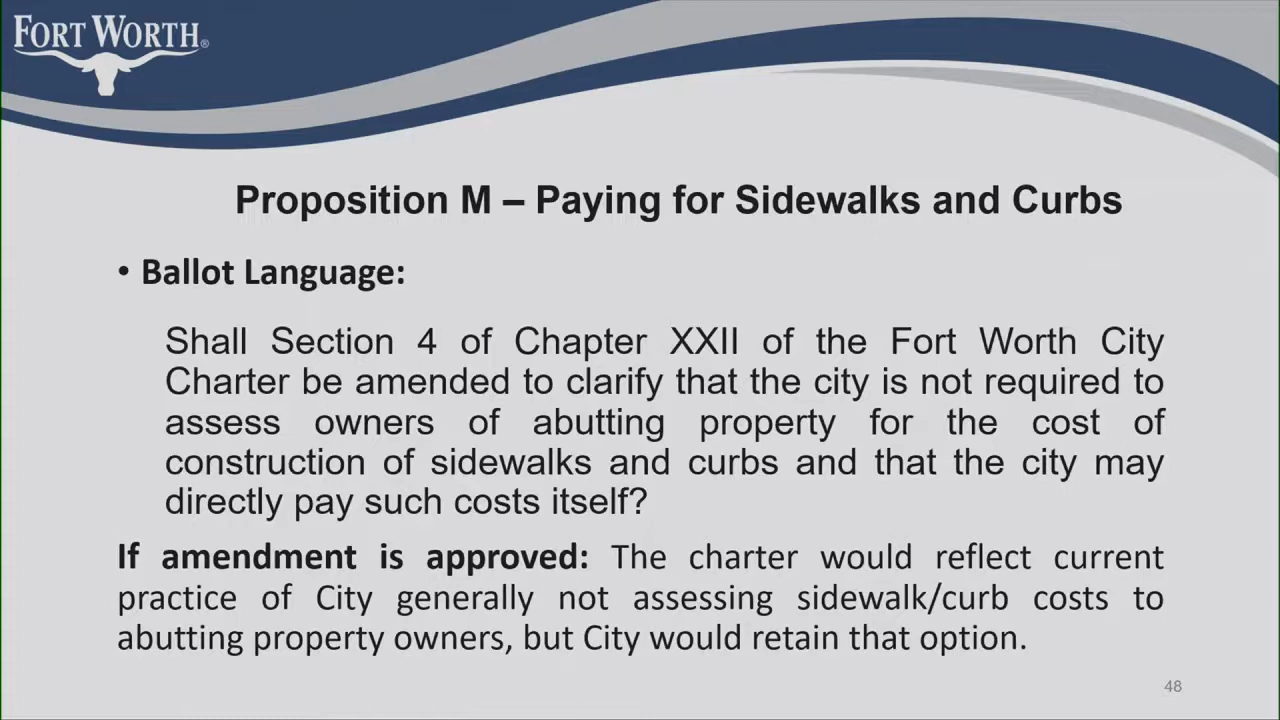 FORT WORTH®
Proposition M – Paying for Sidewalks and Curbs
• Ballot Language:
Shall Section 4 of Chapter XXII of the Fort Worth City
Charter be amended to clarify that the city is not required to
assess owners of abutting property for the cost of
construction of sidewalks and curbs and that the city may
directly pay such costs itself?
If amendment is approved: The charter would reflect current
practice of City generally not assessing sidewalk/curb costs to
abutting property owners, but City would retain that option.
48